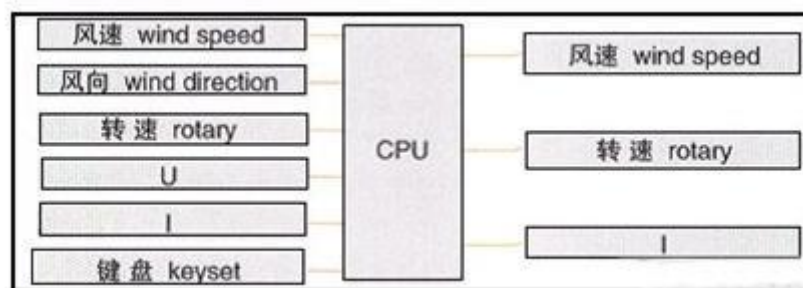 风速 wind speed
风向 wind direction
转速 rotary
U
I
键盘 keyset
CPU
风速 wind speed
转速 rotary
I